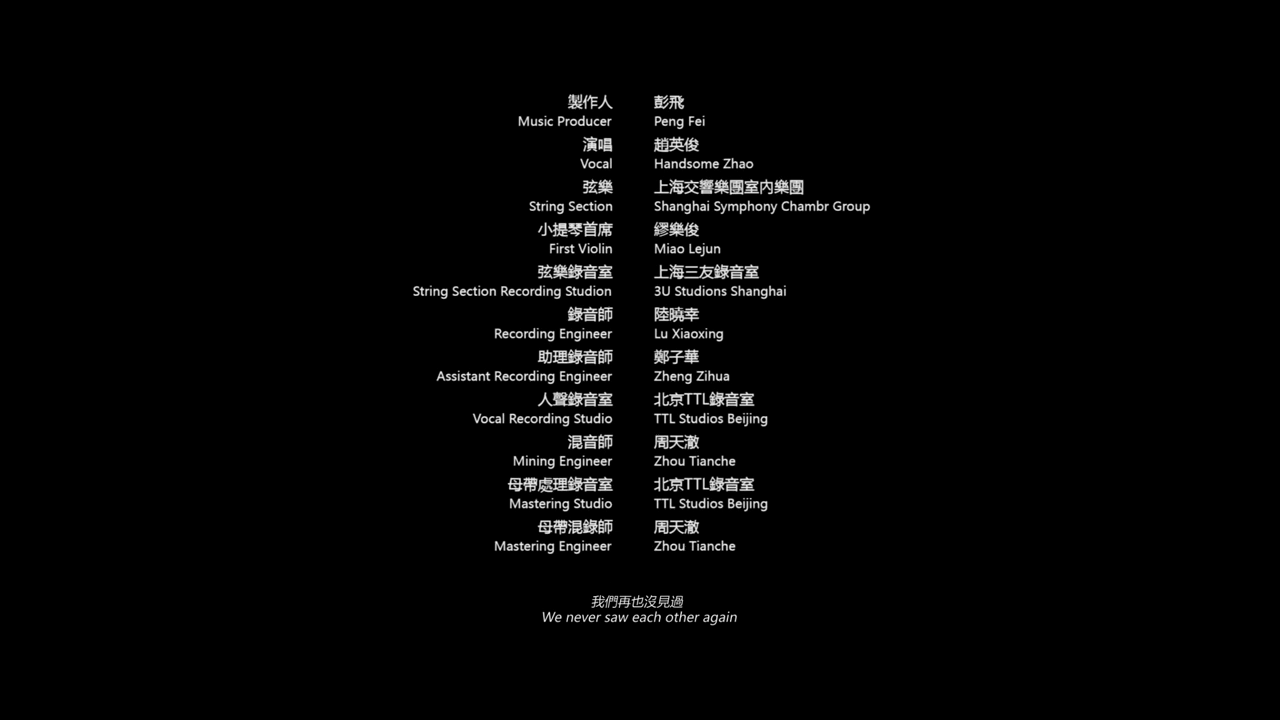 製作人 彭飛
Music Producer Peng Fei
演唱 趙英俊
Vocal Handsome Zhao
弦樂 上海交響樂團室內樂團
String Section Shanghai Symphony Chambr Group
小提琴首席 繆樂俊
First Violin Miao Lejun
弦樂錄音室 上海三友錄音室
String Section Recording Studion 3U Studions Shanghai
錄音師 陸曉幸
Recording Engineer Lu Xiaoxing
助理錄音師 鄭子華
Assistant Recording Engineer Zheng Zihua
人聲錄音室 北京TTL錄音室
Vocal Recording Studio TTL Studios Beijing
混音師 周天澈
Mining Engineer Zhou Tianche
母帶處理錄音室 北京TTL錄音室
Mastering Studio TTL Studios Beijing
母帶混錄師 周天澈
Mastering Engineer Zhou Tianche
我們再也沒見過
We never saw each other again